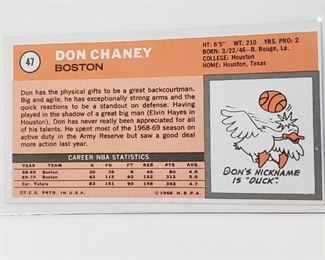 47
DON CHANEY
BOSTON
HT: 6'5" WT: 210 YRS. PRO: 2
BORN: 3/22/46—B. Rouge, La.
COLLEGE: Houston
HOME: Houston, Texas
Don has the physical gifts to be a great backcourtman.
Big and agile, he has exceptionally strong arms and the
quick reactions to be a standout on defense. Having
played in the shadow of a great big man (Elvin Hayes in
Houston), Don has never really been appreciated for all
of his talents. He spent most of the 1968-69 season on
active duty in the Army Reserve but saw a good deal
more action last year.
CAREER NBA STATISTICS
YEAR TEAM G FG FT REB PTS AVG
68-69 Boston 20 36 8 46 80 4.0
69-70 Boston 63 115 82 152 312 5.0
Car. Totals 83 151 90 198 392 4.7
©T.C.G. PRTD. IN U.S.A. ©1968 N.B.P.A.
DON'S NICKNAME
IS "DUCK".